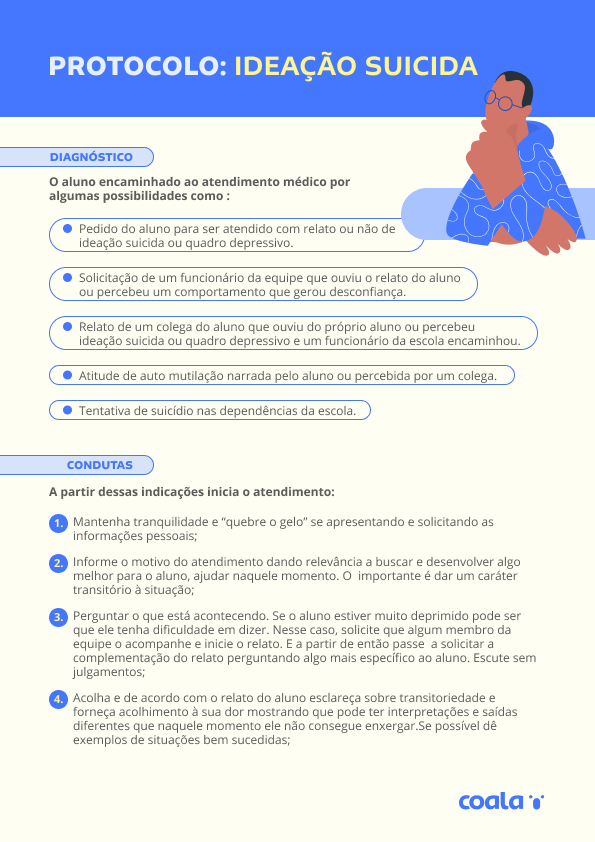 PROTOCOLO: IDEAÇÃO SUICIDA
DIAGNÓSTICO
O aluno encaminhado ao atendimento médico por
algumas possibilidades como :
Pedido do aluno para ser atendido com relato ou não de
ideação suicida ou quadro depressivo.
Solicitação de um funcionário da equipe que ouviu o relato do aluno
ou percebeu um comportamento que gerou desconfiança.
Relato de um colega do aluno que ouviu do próprio aluno ou percebeu
ideação suicida ou quadro depressivo e um funcionário da escola encaminhou.
Atitude de auto mutilação narrada pelo aluno ou percebida por um colega.
Tentativa de suicídio nas dependências da escola.
CONDUTAS
A partir dessas indicações inicia o atendimento:
1. Mantenha tranquilidade e “quebre o gelo” se apresentando e solicitando as
informações pessoais;
2. Informe o motivo do atendimento dando relevância a buscar e desenvolver algo
melhor para o aluno, ajudar naquele momento. O importante é dar um caráter
transitório à situação;
3. Perguntar o que está acontecendo. Se o aluno estiver muito deprimido pode ser
que ele tenha dificuldade em dizer. Nesse caso, solicite que algum membro da
equipe o acompanhe e inicie o relato. E a partir de então passe a solicitar a
complementação do relato perguntando algo mais específico ao aluno. Escute sem
julgamentos;
4. Acolha e de acordo com o relato do aluno esclareça sobre transitoriedade e
forneça acolhimento à sua dor mostrando que pode ter interpretações e saídas
diferentes que naquele momento ele não consegue enxergar.Se possível dê
exemplos de situações bem sucedidas;
coala